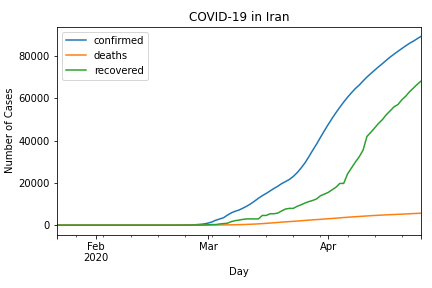 COVID-19 in Iran
confirmed
deaths
recovered
Number of Cases
80000
60000
40000
20000
0
Feb
2020
Mar
Apr
Day